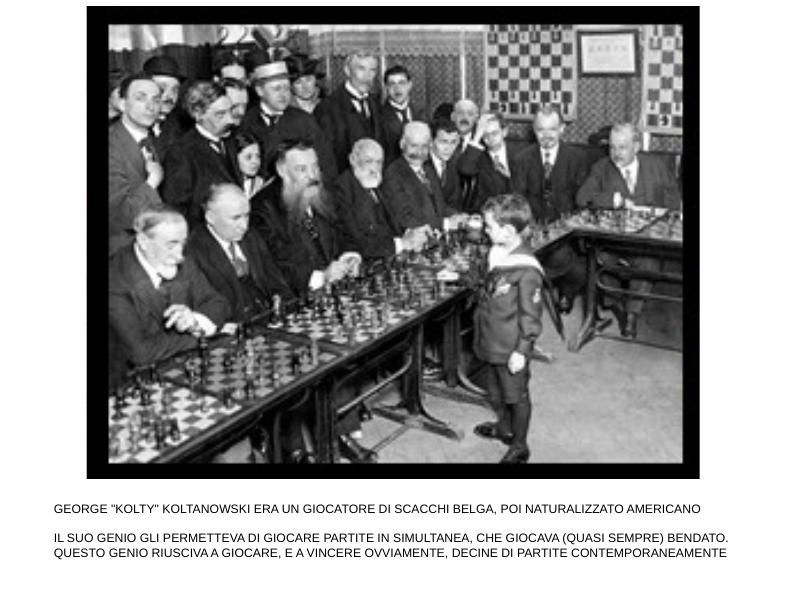 GEORGE "KOLTY" KOLTANOWSKI ERA UN GIOCATORE DI SCACCHI BELGA, POI NATURALIZZATO AMERICANO
IL SUO GENIO GLI PERMETTEVA DI GIOCARE PARTITE IN SIMULTANEA, CHE GIOCAVA (QUASI SEMPRE) BENDATO.
QUESTO GENIO RIUSCIVA A GIOCARE, E A VINCERE OVVIAMENTE, DECINE DI PARTITE CONTEMPORANEAMENTE